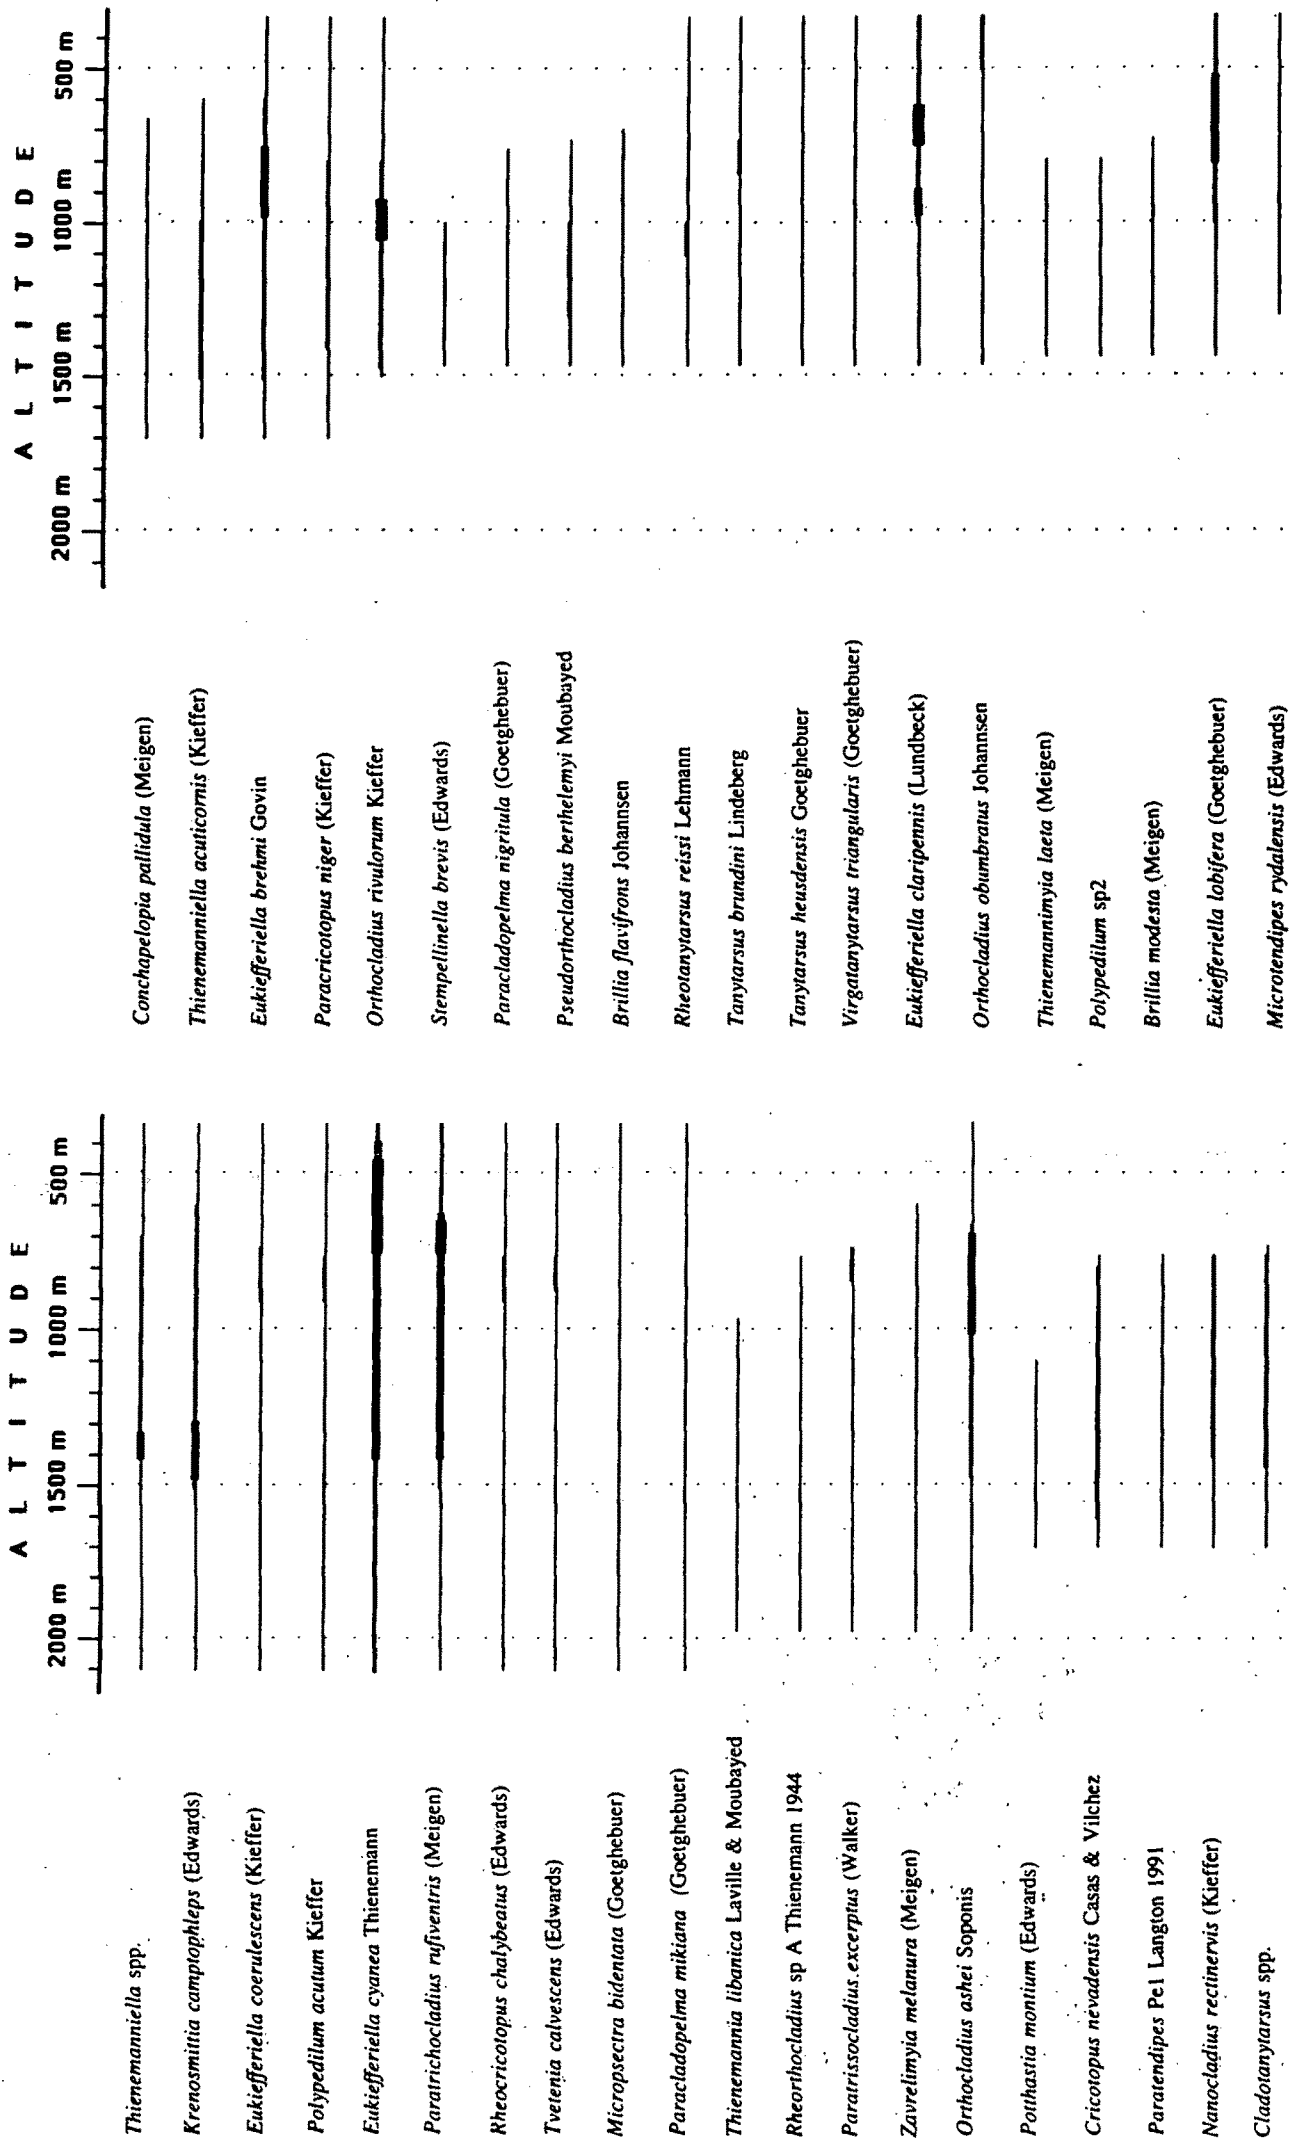 A L T I T U D E
2000 m 1500 m 1000 m 500 m
Thienemanniella spp.
Krenosmittia camptophleps (Edwards)
Eukiefferiella coerulescens (Kieffer)
Polypedilum acutum Kieffer
Eukiefferiella cyanea Thienemann
Paratrichocladius rufiventris (Meigen)
Rheocricotopus chalybeatus (Edwards)
Tvetenia calvescens (Edwards)
Micropsectra bidentata (Goetghebuer)
Paracladopelma mikiana (Goetghebuer)
Thienemannia libanica Laville & Moubayed
Rheorthocladius sp A Thienemann 1944
Paratrissocladius excerptus (Walker)
Zavrelimyia melanura (Meigen)
Orthocladius ashei Soponis
Potthastia montium (Edwards)
Cricotopus nevadensis Casas & Vilchez
Paratendipes Pe1 Langton 1991
Nanocladius rectinervis (Kieffer)
Cladotanytarsus spp.
A L T I T U D E
2000 m 1500 m 1000 m 500 m
Conchapelopia pallidula (Meigen)
Thienemanniella acuticornis (Kieffer)
Eukiefferiella brehmi Govin
Paracricotopus niger (Kieffer)
Orthocladius rivulorum Kieffer
Stempellinella brevis (Edwards)
Paracladopelma nigritula (Goetghebuer)
Pseudorthocladius berthelemyi Moubayed
Brillia flavifrons Johannsen
Rheotanytarsus reissi Lehmann
Tanytarsus brundini Lindeberg
Tanytarsus heusdensis Goetghebuer
Virgatanytarsus triangularis (Goetghebuer)
Eukiefferiella claripennis (Lundbeck)
Orthocladius obumbratus Johannsen
Thienemannimyia laeta (Meigen)
Polypedilum sp2
Brillia modesta (Meigen)
Eukiefferiella lobifera (Goetghebuer)
Microtendipes rydalensis (Edwards)